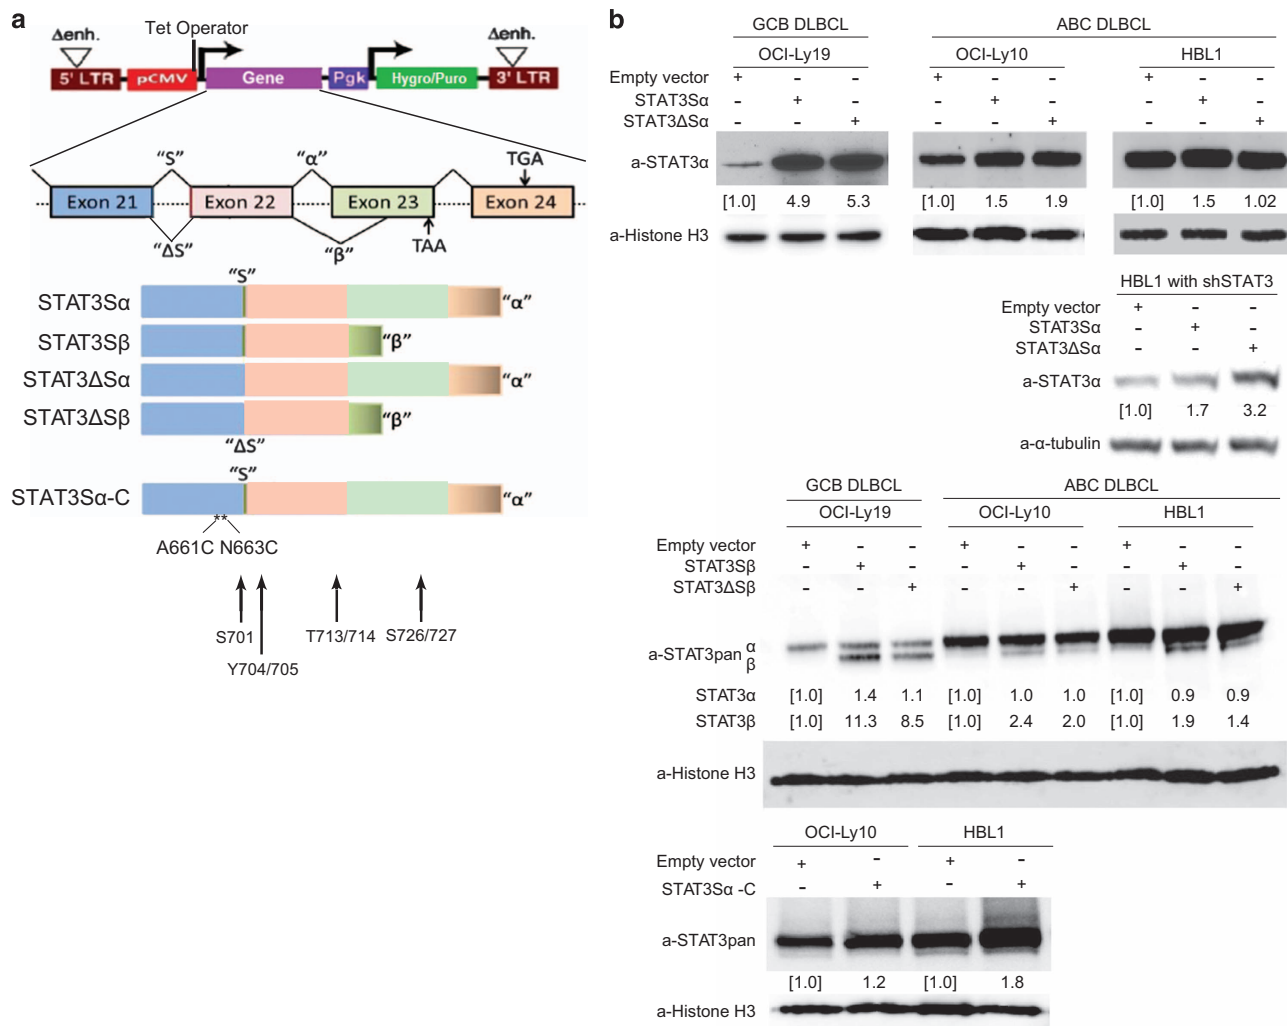 a
Δenh.
Tet Operator
Δenh.
5' LTR pCMV Gene Pgk Hygro/Puro 3' LTR
"S" "α" TGA
Exon 21 Exon 22 Exon 23 Exon 24
"ΔS" "β" TAA
"S"
STAT3Sα "α"
STAT3Sβ "β"
STAT3ΔSα "α"
STAT3ΔSβ "β"
"ΔS"
"S"
STAT3Sα-C "α"
**
A661C N663C
S701 T713/714 S726/727
Y704/705
b
GCB DLBCL ABC DLBCL
OCI-Ly19 OCI-Ly10 HBL1
Empty vector + - - + - - + - -
STAT3Sα - + - - + - - + -
STAT3ΔSα - - + - - + - - +
a-STAT3α
[1.0] 4.9 5.3 [1.0] 1.5 1.9 [1.0] 1.5 1.02
a-Histone H3
HBL1 with shSTAT3
Empty vector + - -
STAT3Sα - + -
STAT3ΔSα - - +
a-STAT3α
[1.0] 1.7 3.2
a-α-tubulin
GCB DLBCL ABC DLBCL
OCI-Ly19 OCI-Ly10 HBL1
Empty vector + - - + - - + - -
STAT3Sβ - + - - + - - + -
STAT3ΔSβ - - + - - + - - +
a-STAT3pan α
β
STAT3α [1.0] 1.4 1.1 [1.0] 1.0 1.0 [1.0] 0.9 0.9
STAT3β [1.0] 11.3 8.5 [1.0] 2.4 2.0 [1.0] 1.9 1.4
a-Histone H3
OCI-Ly10 HBL1
Empty vector + - + -
STAT3Sα -C - + - +
a-STAT3pan
[1.0] 1.2 [1.0] 1.8
a-Histone H3